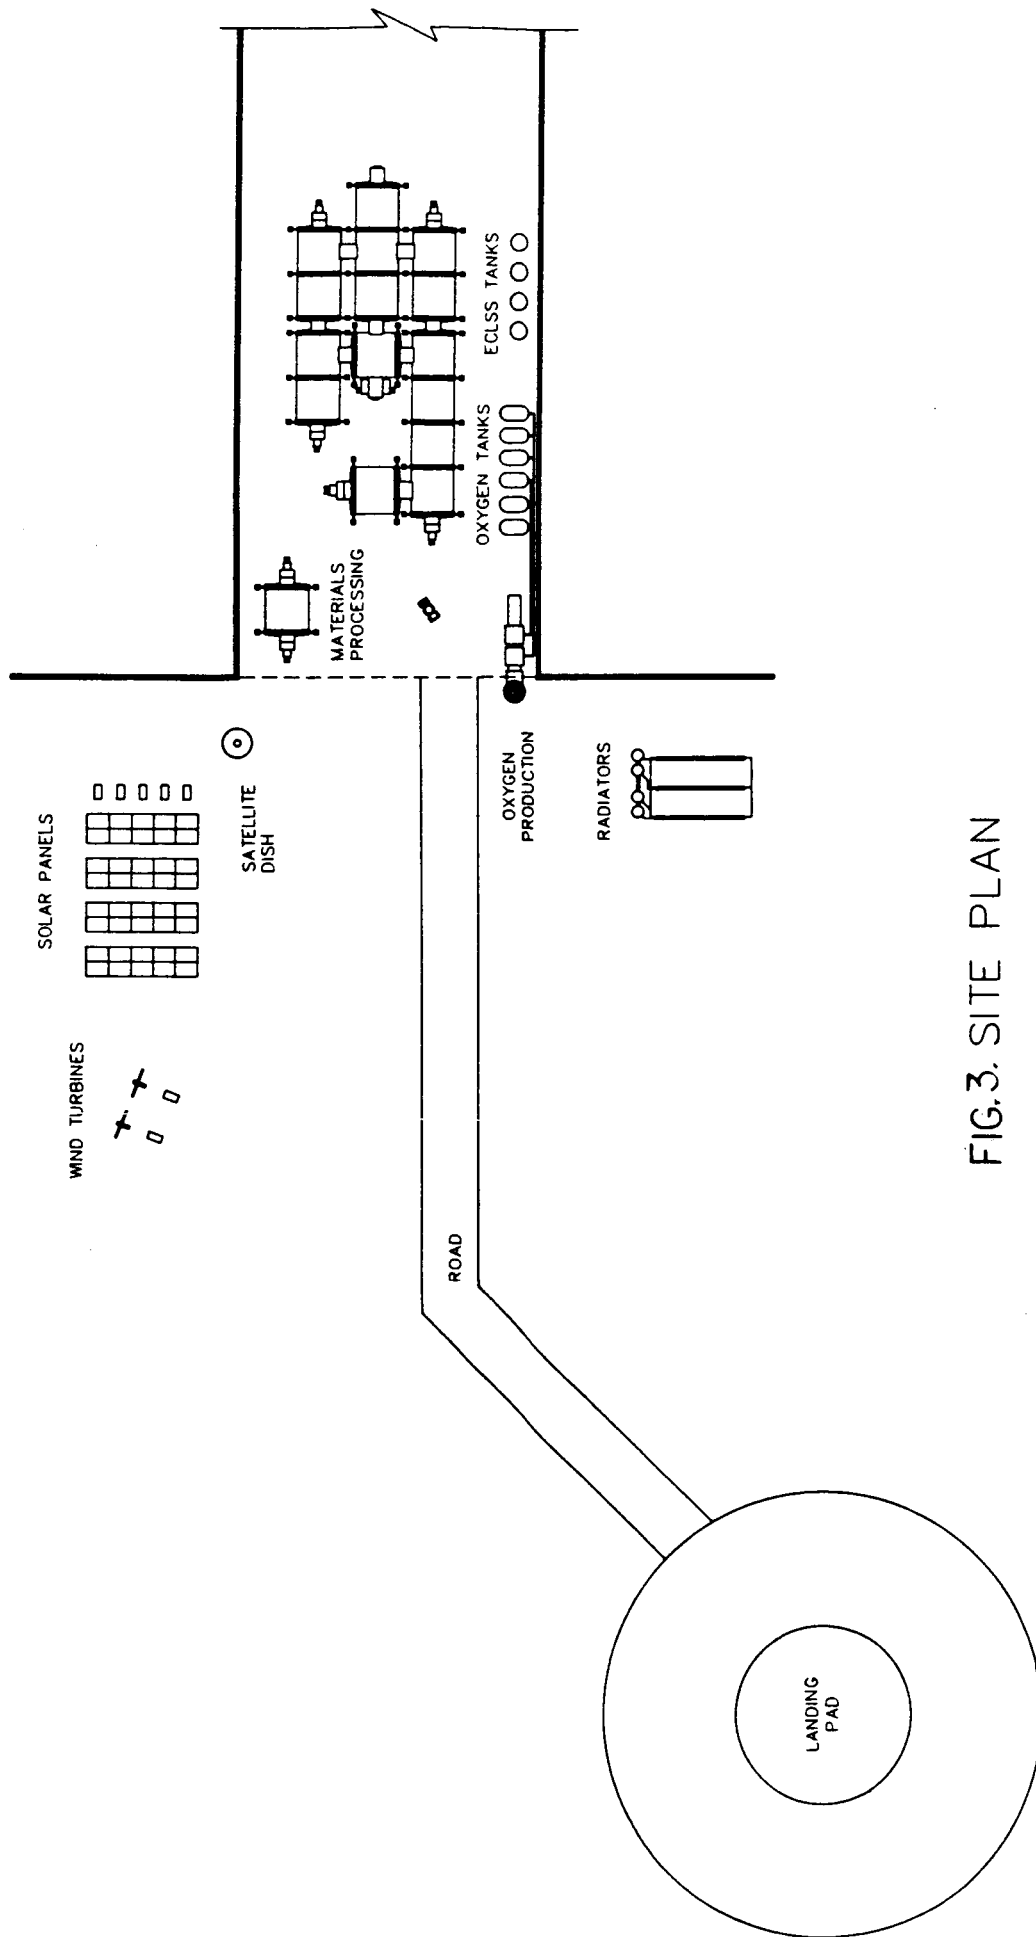 WIND TURBINES
SOLAR PANELS
SATELLITE
DISH
MATERIALS
PROCESSING
OXYGEN TANKS
ECLSS TANKS
ROAD
OXYGEN
PRODUCTION
RADIATORS
LANDING
PAD
FIG.3. SITE PLAN